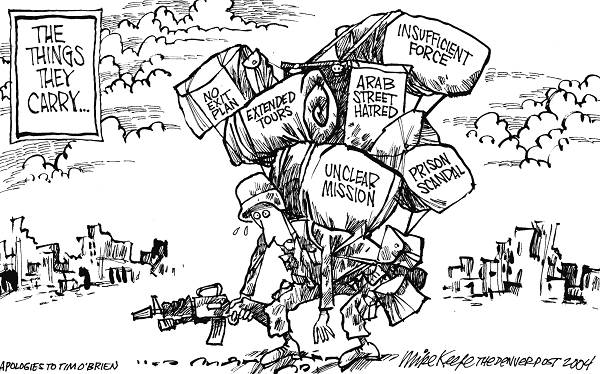 THE
THINGS
THEY
CARRY...
INSUFFICIENT
FORCE
NO
EXIT
PLAN
EXTENDED
TOURS
ARAB
STREET
HATRED
UNCLEAR
MISSION
PRISON
SCANDAL
APOLOGIES TO TIM O'BRIEN
MIKE KEEFE THE DENVER POST 2004